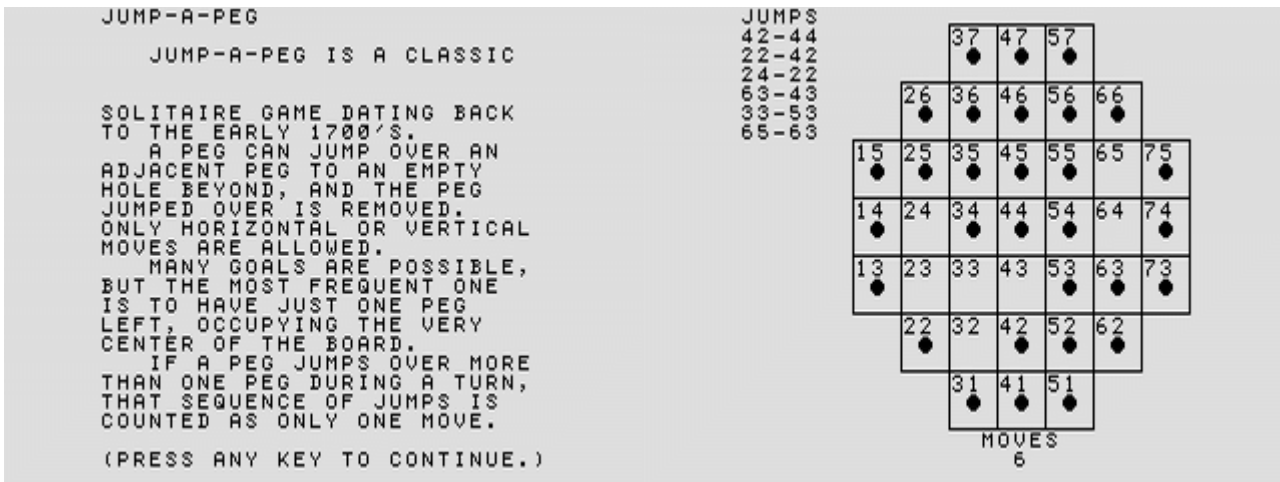 JUMP-A-PEG
JUMP-A-PEG IS A CLASSIC
SOLITAIRE GAME DATING BACK
TO THE EARLY 1700'S.
A PEG CAN JUMP OVER AN
ADJACENT PEG TO AN EMPTY
HOLE BEYOND, AND THE PEG
JUMPED OVER IS REMOVED.
ONLY HORIZONTAL OR VERTICAL
MOVES ARE ALLOWED.
MANY GOALS ARE POSSIBLE,
BUT THE MOST FREQUENT ONE
IS TO HAVE JUST ONE PEG
LEFT, OCCUPYING THE VERY
CENTER OF THE BOARD.
IF A PEG JUMPS OVER MORE
THAN ONE PEG DURING A TURN,
THAT SEQUENCE OF JUMPS IS
COUNTED AS ONLY ONE MOVE.
(PRESS ANY KEY TO CONTINUE.)
JUMPS
42-44
22-42
24-22
63-43
33-53
65-63
37 47 57
26 36 46 56 66
15 25 35 45 55 65 75
14 24 34 44 54 64 74
13 23 33 43 53 63 73
22 32 42 52 62
31 41 51
MOVES
6